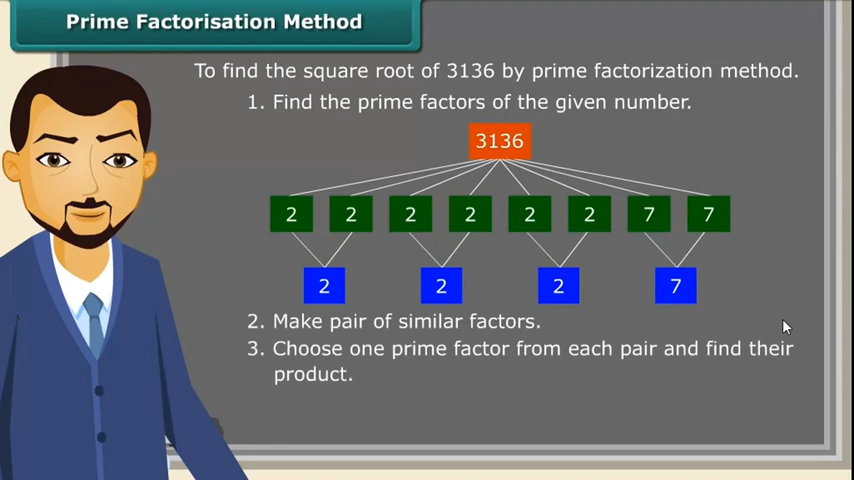 Prime Factorisation Method
To find the square root of 3136 by prime factorization method.
1. Find the prime factors of the given number.
3136
2 2 2 2 2 2 7 7
2 2 2 7
2. Make pair of similar factors.
3. Choose one prime factor from each pair and find their
product.